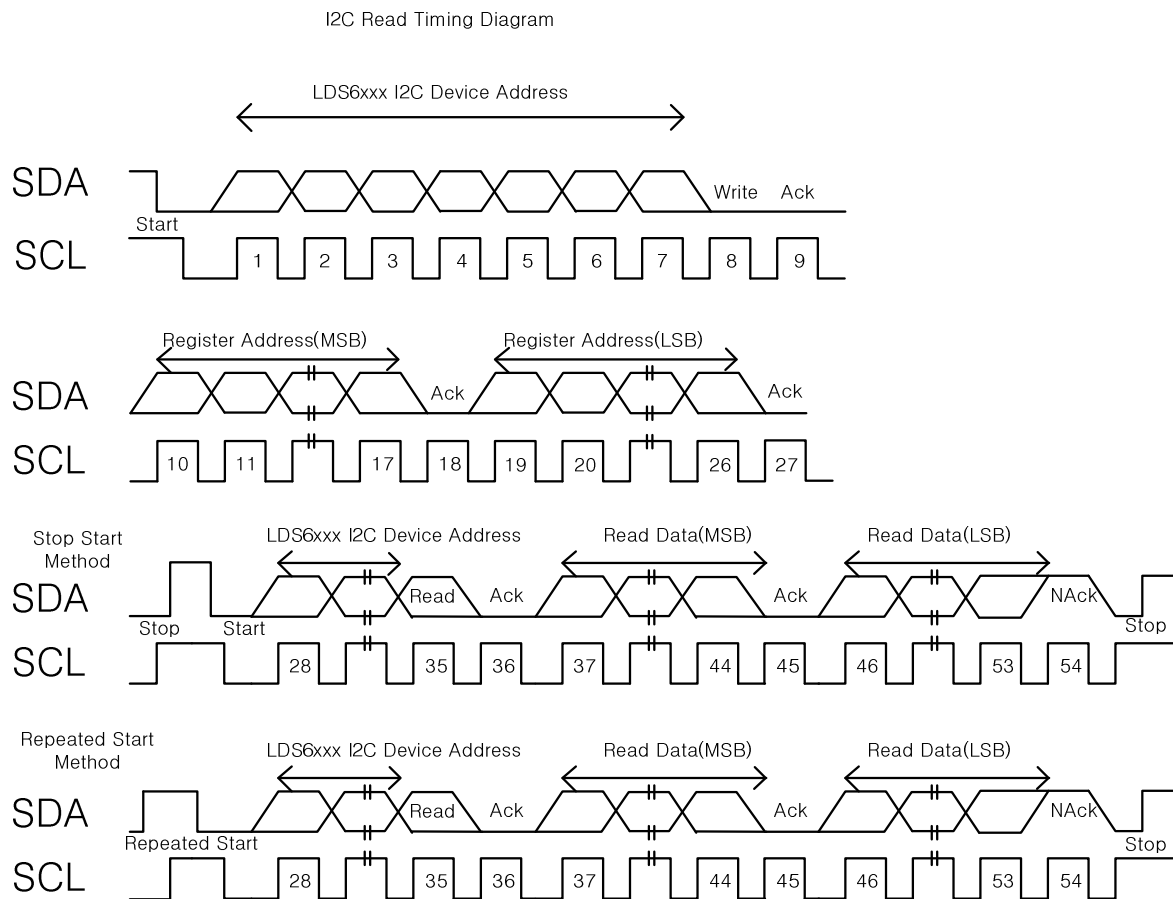 I2C Read Timing Diagram
LDS6xxx I2C Device Address
SDA
Write Ack
Start
SCL
1 2 3 4 5 6 7 8 9
Register Address(MSB) Register Address(LSB)
SDA
Ack Ack
SCL
10 11 17 18 19 20 26 27
Stop Start
Method
LDS6xxx I2C Device Address Read Data(MSB) Read Data(LSB)
SDA
Read Ack Ack NAck
Stop Start Stop
SCL
28 35 36 37 44 45 46 53 54
Repeated Start
Method
LDS6xxx I2C Device Address Read Data(MSB) Read Data(LSB)
SDA
Read Ack Ack NAck
Repeated Start Stop
SCL
28 35 36 37 44 45 46 53 54